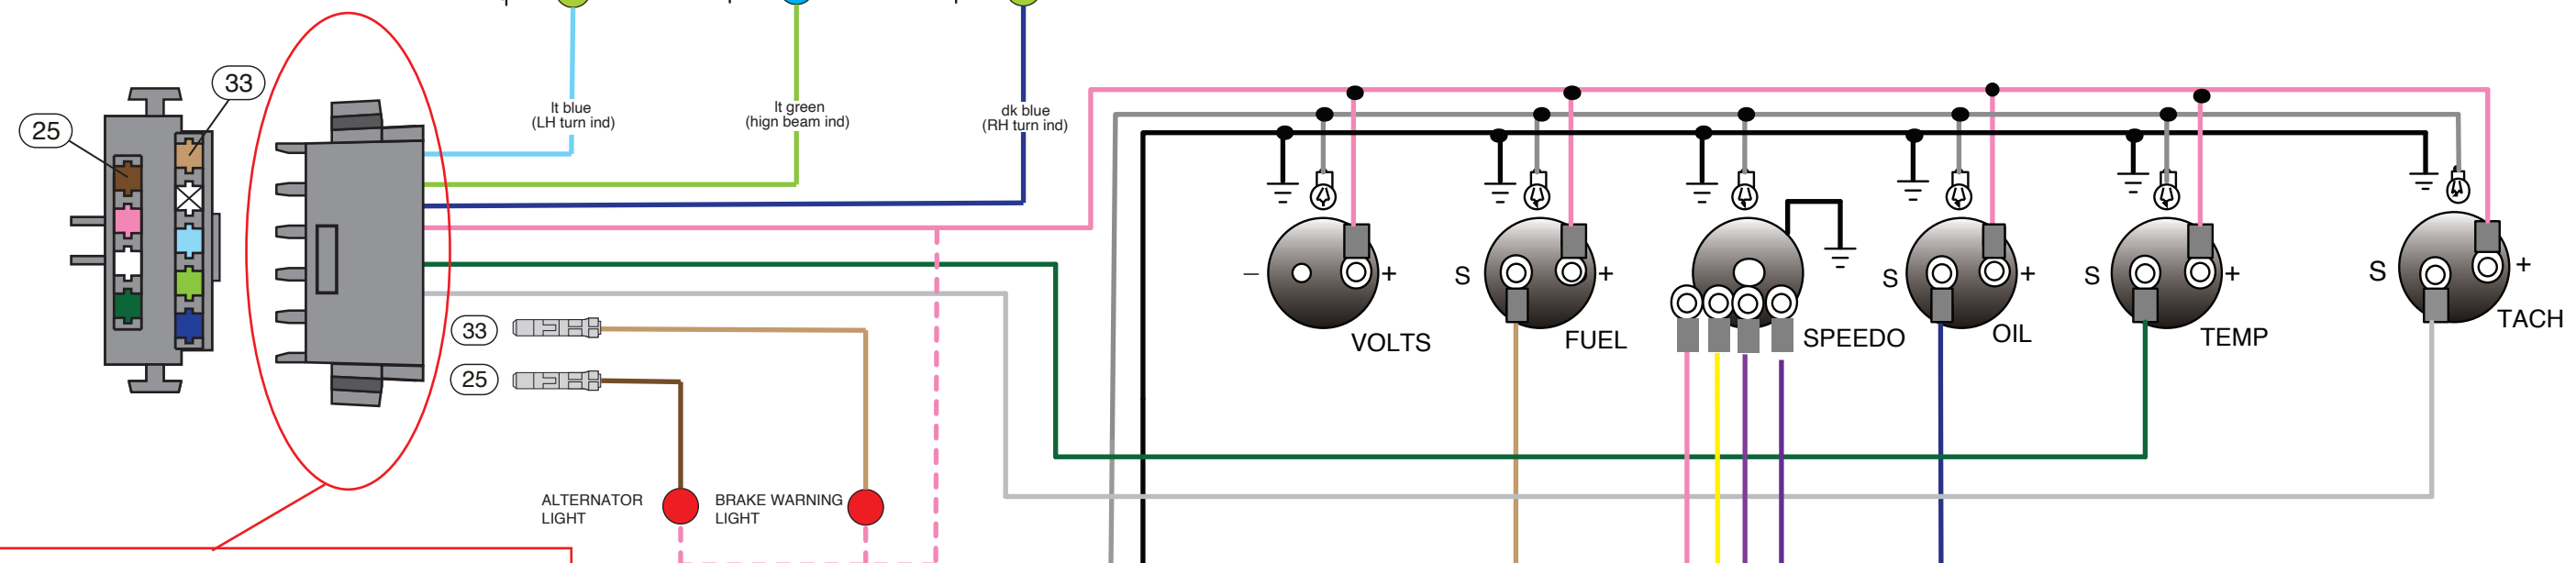 33
25
lt blue
(LH turn ind)
lt green
(hign beam ind)
dk blue
(RH turn ind)
33
25
ALTERNATOR
LIGHT
BRAKE WARNING
LIGHT
– +
VOLTS
S +
FUEL
SPEEDO
S +
OIL
S +
TEMP
S +
TACH